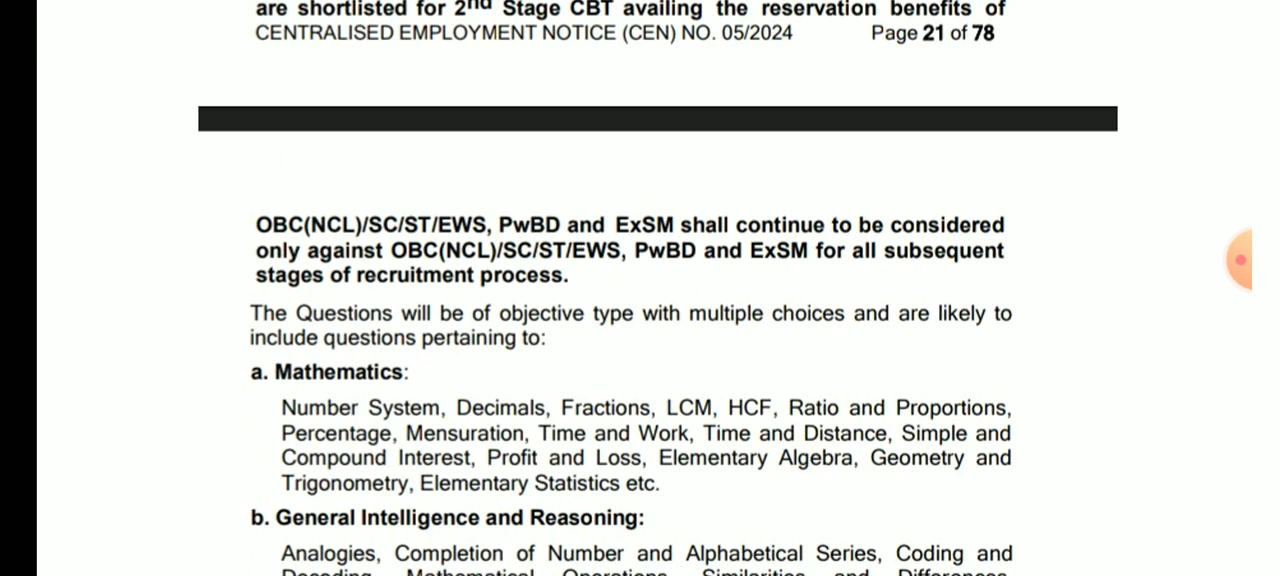 are shortlisted for 2nd Stage CBT availing the reservation benefits of
CENTRALISED EMPLOYMENT NOTICE (CEN) NO. 05/2024 Page 21 of 78
OBC(NCL)/SC/ST/EWS, PwBD and ExSM shall continue to be considered
only against OBC(NCL)/SC/ST/EWS, PwBD and ExSM for all subsequent
stages of recruitment process.
The Questions will be of objective type with multiple choices and are likely to
include questions pertaining to:
a. Mathematics:
Number System, Decimals, Fractions, LCM, HCF, Ratio and Proportions,
Percentage, Mensuration, Time and Work, Time and Distance, Simple and
Compound Interest, Profit and Loss, Elementary Algebra, Geometry and
Trigonometry, Elementary Statistics etc.
b. General Intelligence and Reasoning:
Analogies, Completion of Number and Alphabetical Series, Coding and
Decoding, Mathematical Operations, Similarities and Differences,